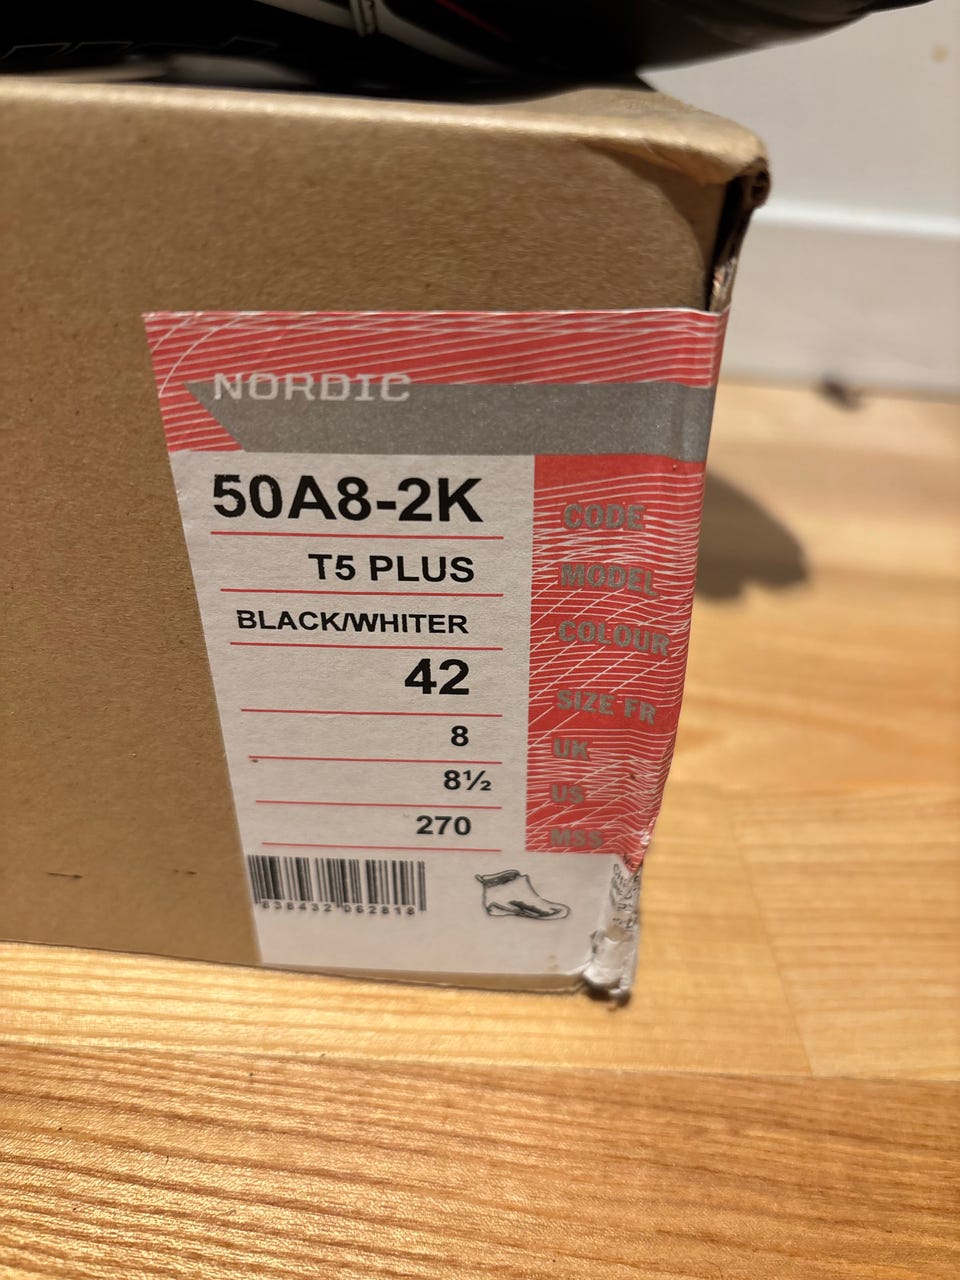 NORDIC
50A8-2K CODE
T5 PLUS MODEL
BLACK/WHITER COLOUR
42 SIZE FR
8 UK
8½ US
270 MSS